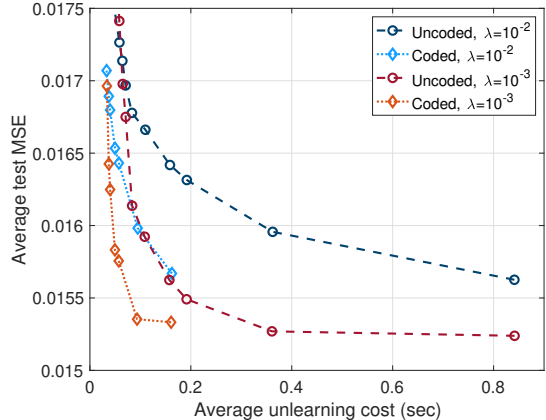 0.0175
0.017
0.0165
0.016
0.0155
0.015
Average test MSE
0
0.2
0.4
0.6
0.8
Average unlearning cost (sec)
Uncoded, λ=10⁻²
Coded, λ=10⁻²
Uncoded, λ=10⁻³
Coded, λ=10⁻³